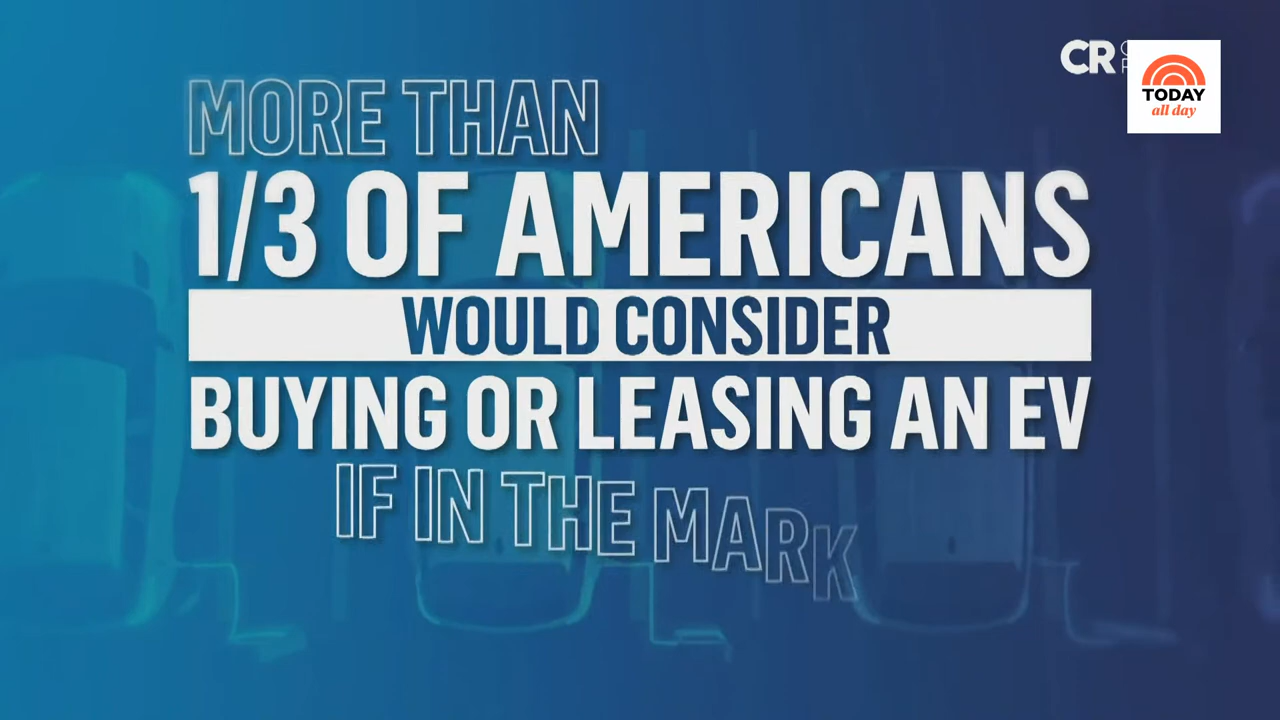 CR
TODAY
all day
MORE THAN
1/3 OF AMERICANS
WOULD CONSIDER
BUYING OR LEASING AN EV
IF IN THE MARK